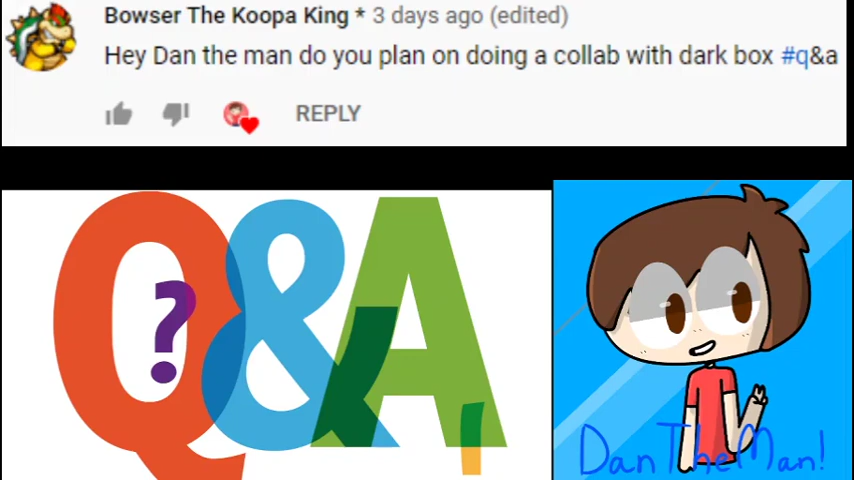 Bowser The Koopa King * 3 days ago (edited)
Hey Dan the man do you plan on doing a collab with dark box #q&a
REPLY
Q&A
?
DanTheMan!